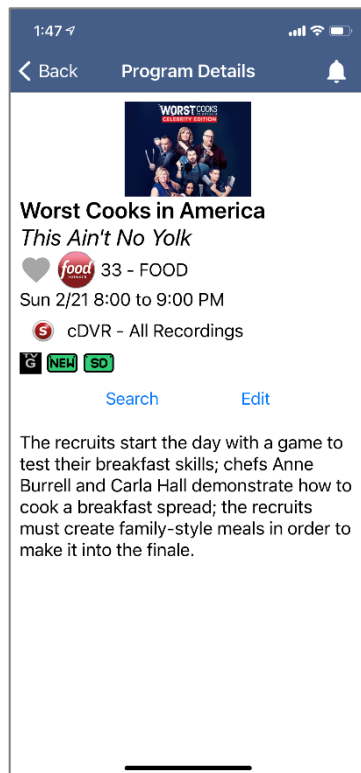 1:47
Back
Program Details
WORST COOKS
CELEBRITY EDITION
Worst Cooks in America
This Ain't No Yolk
food
33 - FOOD
Sun 2/21 8:00 to 9:00 PM
S
cDVR - All Recordings
TV
G
NEW
SD
Search
Edit
The recruits start the day with a game to
test their breakfast skills; chefs Anne
Burrell and Carla Hall demonstrate how to
cook a breakfast spread; the recruits
must create family-style meals in order to
make it into the finale.